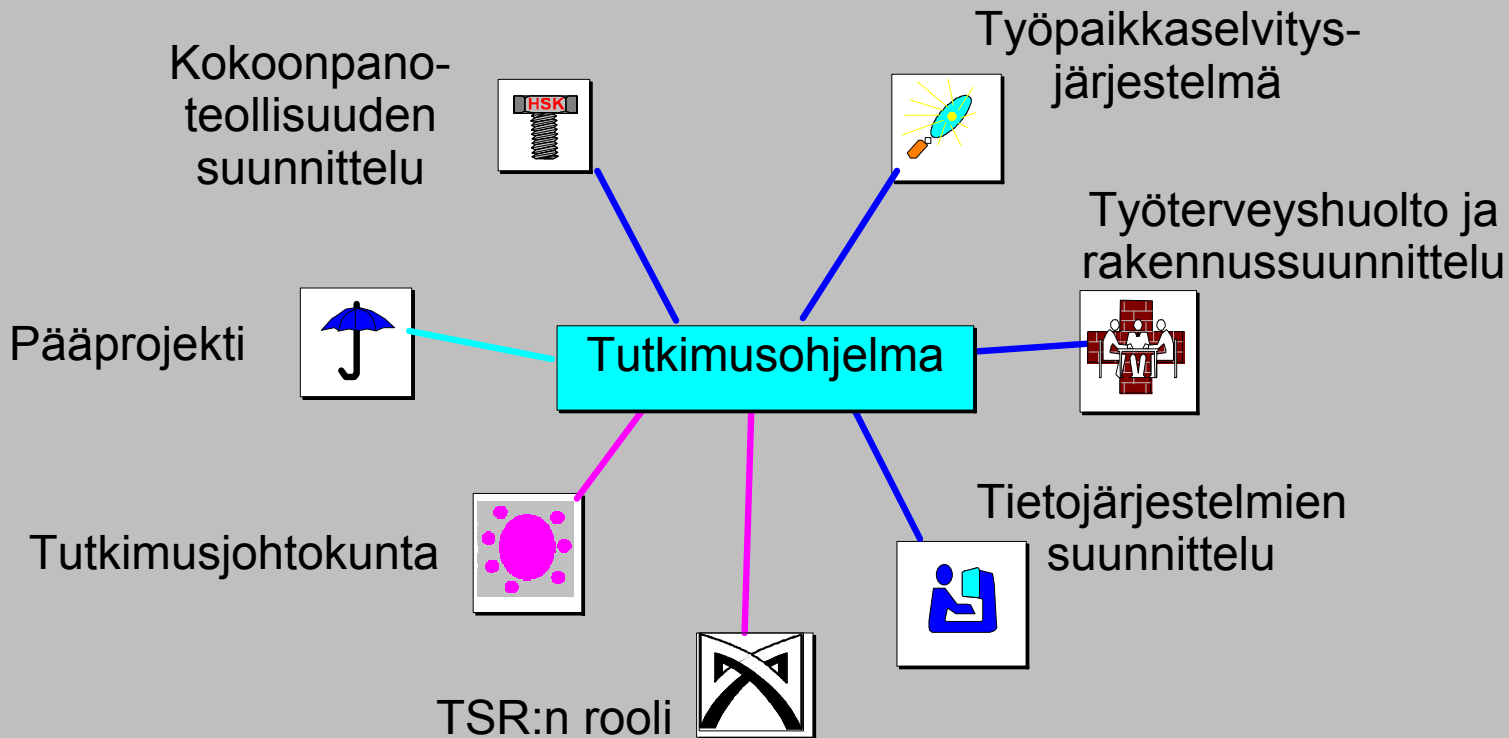 Kokoonpano-
teollisuuden
suunnittelu
HSK
Työpaikkaselvitys-
järjestelmä
Työterveyshuolto ja
rakennussuunnittelu
Pääprojekti
Tutkimusohjelma
Tutkimusjohtokunta
Tietojärjestelmien
suunnittelu
TSR:n rooli